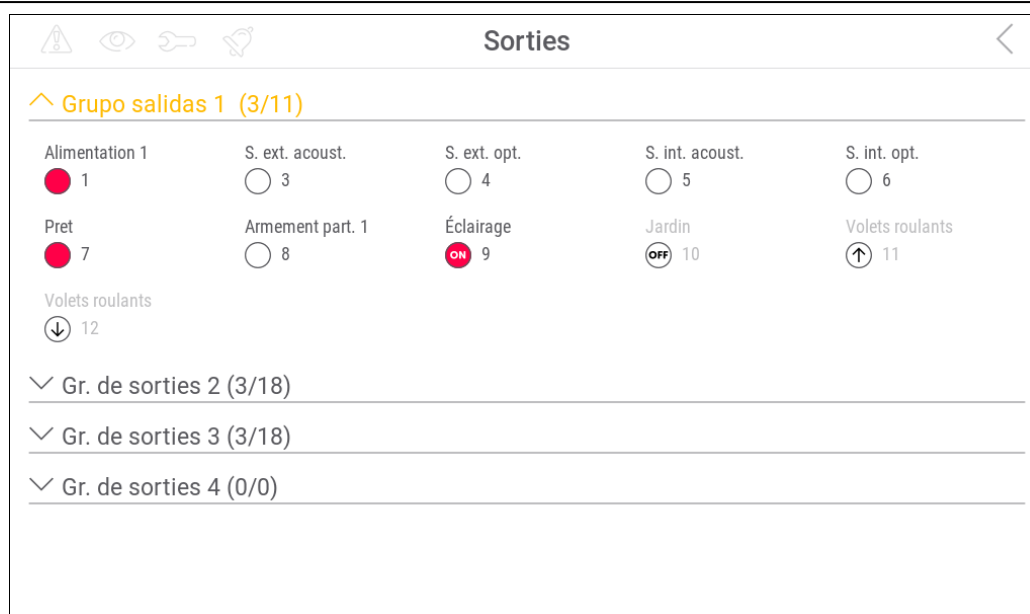 Sorties
Grupo salidas 1 (3/11)
Alimentation 1 S. ext. acoust. S. ext. opt. S. int. acoust. S. int. opt.
1 3 4 5 6
Pret Armement part. 1 Éclairage Jardin Volets roulants
7 8 ON 9 OFF 10 11
Volets roulants
12
Gr. de sorties 2 (3/18)
Gr. de sorties 3 (3/18)
Gr. de sorties 4 (0/0)